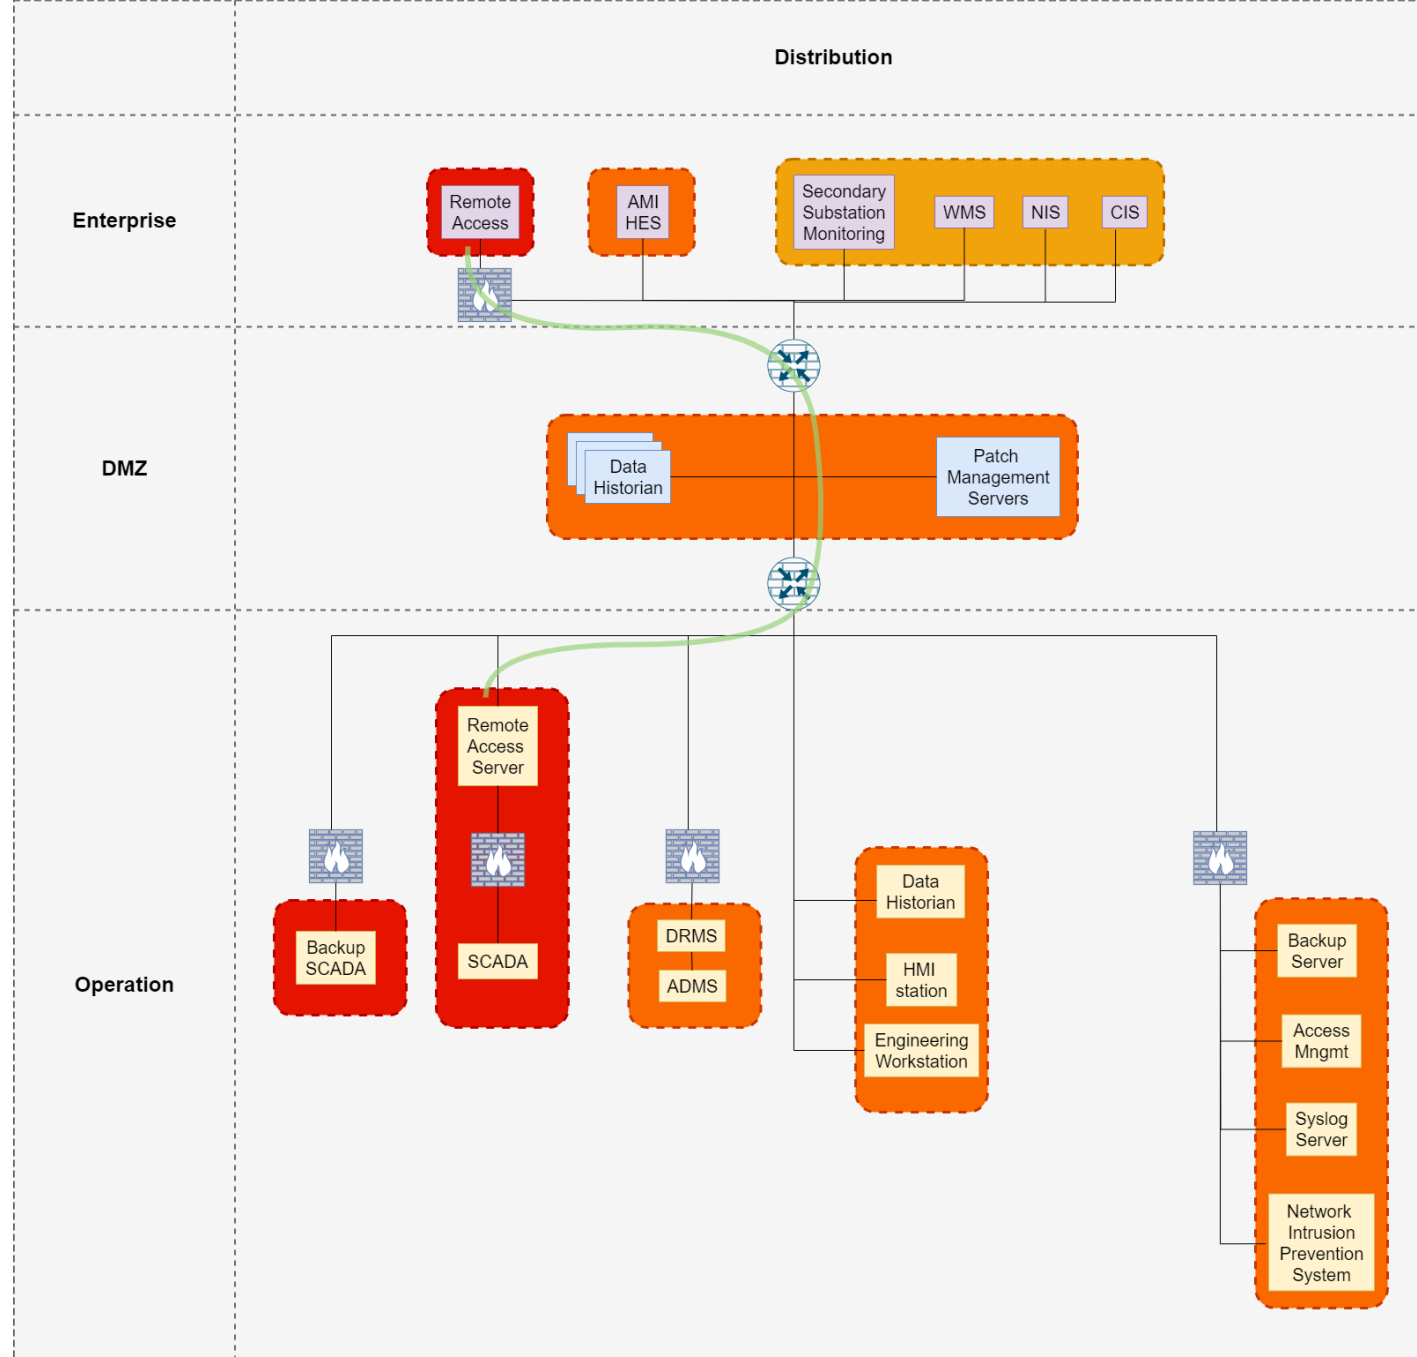 Distribution
Enterprise
Remote
Access
AMI
HES
Secondary
Substation
Monitoring
WMS
NIS
CIS
DMZ
Data
Historian
Patch
Management
Servers
Operation
Remote
Access
Server
Backup
SCADA
SCADA
DRMS
ADMS
Data
Historian
HMI
station
Engineering
Workstation
Backup
Server
Access
Mngmt
Syslog
Server
Network
Intrusion
Prevention
System